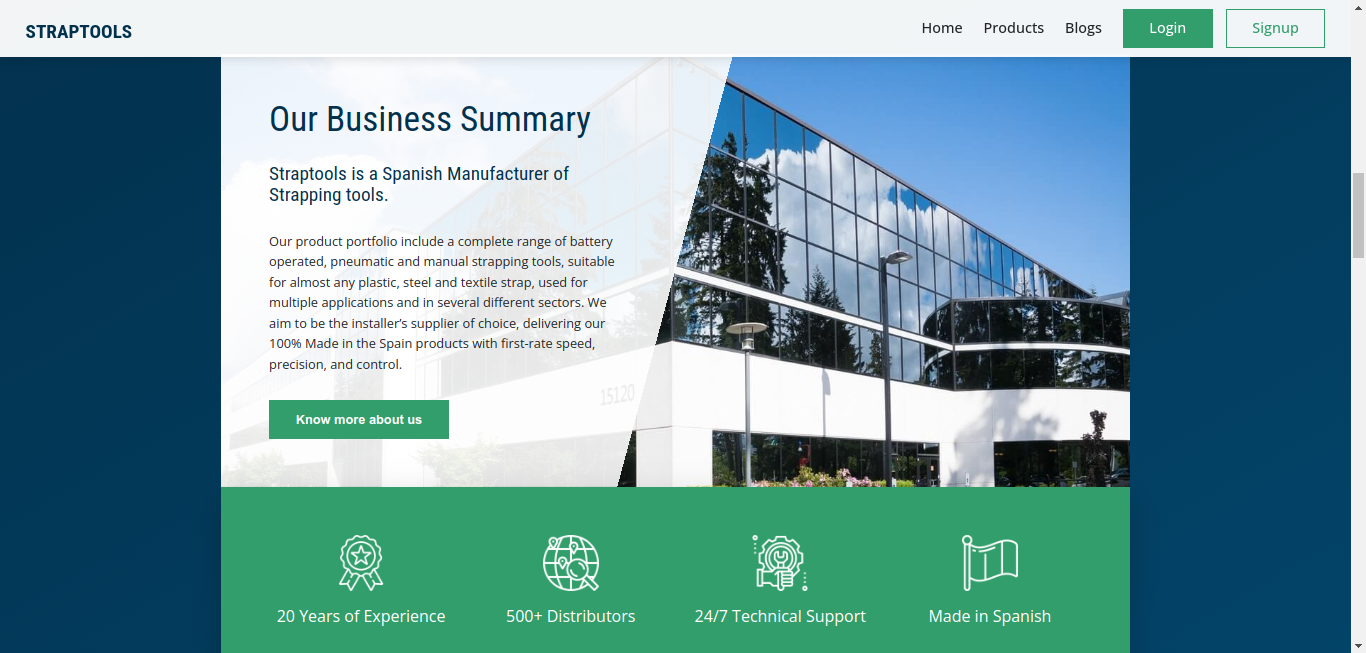 STRAPTOOLS
Home Products Blogs Login Signup
Our Business Summary
Straptools is a Spanish Manufacturer of
Strapping tools.
Our product portfolio include a complete range of battery
operated, pneumatic and manual strapping tools, suitable
for almost any plastic, steel and textile strap, used for
multiple applications and in several different sectors. We
aim to be the installer’s supplier of choice, delivering our
100% Made in the Spain products with first-rate speed,
precision, and control.
15120
Know more about us
20 Years of Experience
500+ Distributors
24/7 Technical Support
Made in Spanish